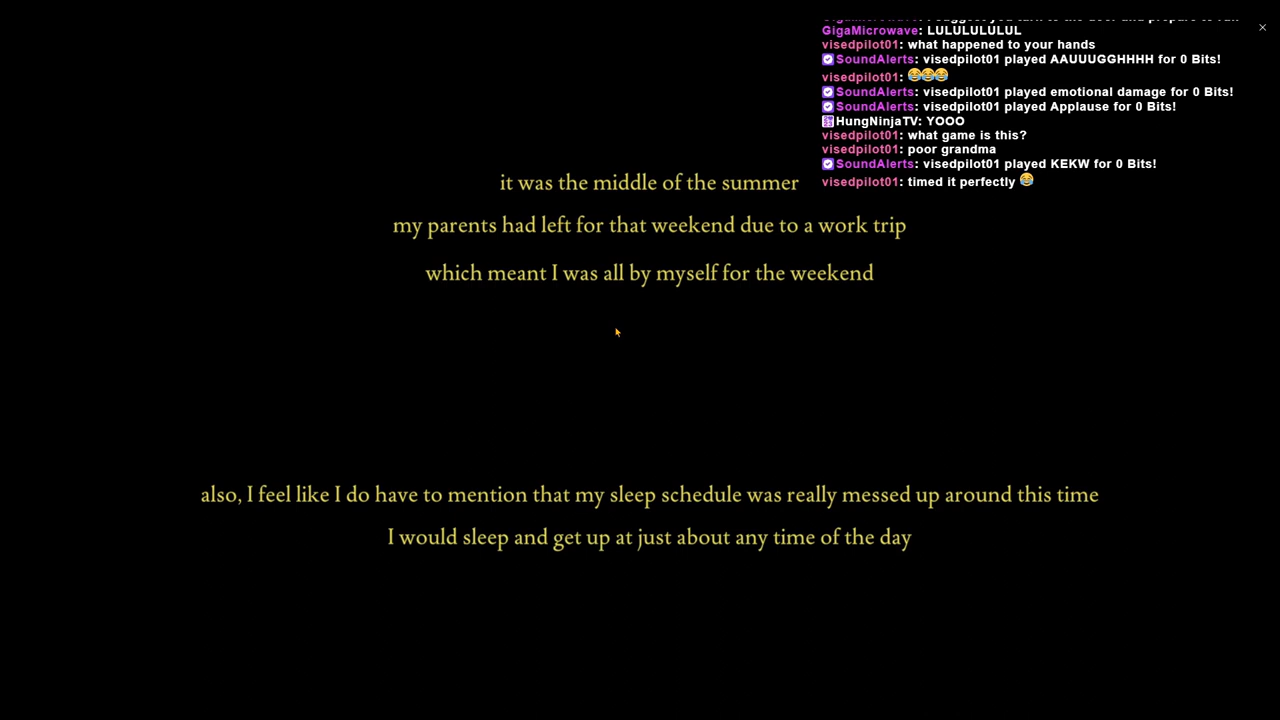 GigaMicrowave: LULULULULUL
visedpilot01: what happened to your hands
SoundAlerts: visedpilot01 played AAUUUGGHHHH for 0 Bits!
visedpilot01: 😂😂😂
SoundAlerts: visedpilot01 played emotional damage for 0 Bits!
SoundAlerts: visedpilot01 played Applause for 0 Bits!
HungNinjaTV: YOOO
visedpilot01: what game is this?
visedpilot01: poor grandma
SoundAlerts: visedpilot01 played KEKW for 0 Bits!
visedpilot01: timed it perfectly 😂
it was the middle of the summer
my parents had left for that weekend due to a work trip
which meant I was all by myself for the weekend
also, I feel like I do have to mention that my sleep schedule was really messed up around this time
I would sleep and get up at just about any time of the day